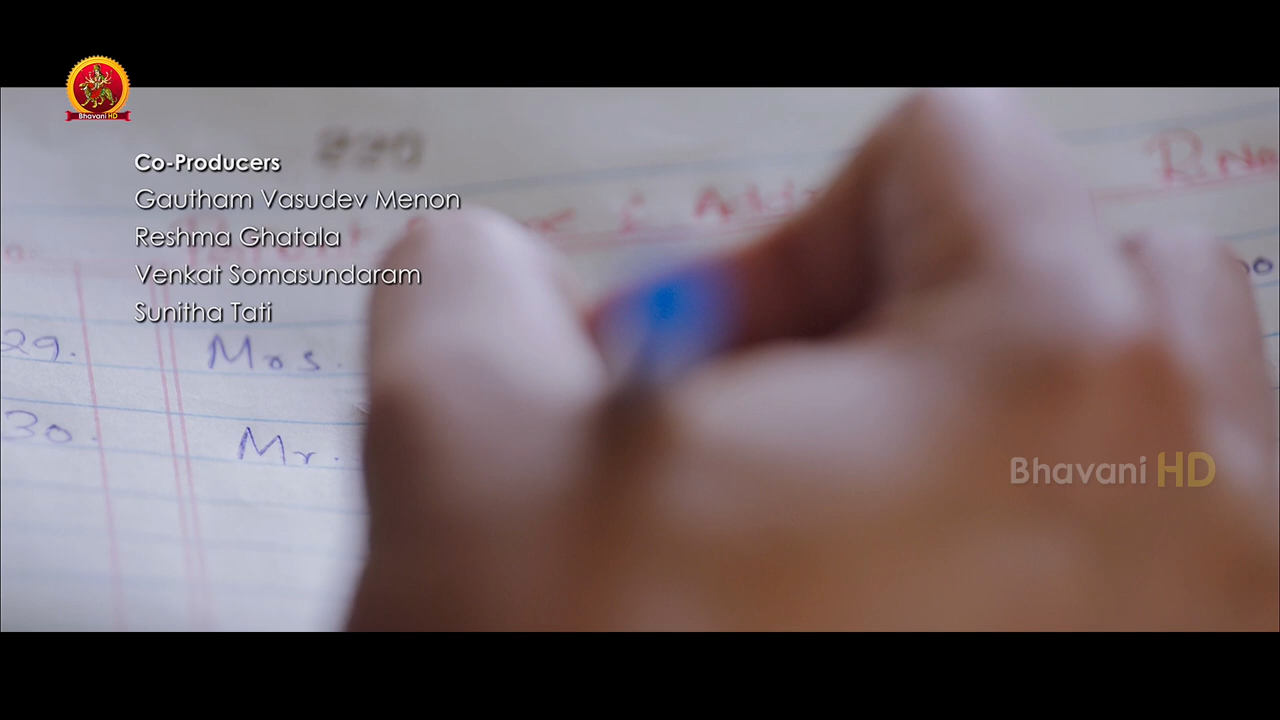 Bhavani HD
Co-Producers
Gautham Vasudev Menon
Reshma Ghatala
Venkat Somasundaram
Sunitha Tati
R.No
29. Mrs.
30. Mr.
Bhavani HD